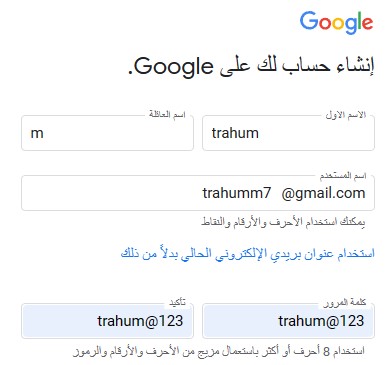 Google
إنشاء حساب لك على Google.
الاسم الأول
اسم العائلة
trahum
m
اسم المستخدم
trahumm7 @gmail.com
يمكنك استخدام الأحرف والأرقام والنقاط
استخدام عنوان بريدي الإلكتروني الحالي بدلاً من ذلك
كلمة المرور
تأكيد
trahum@123
trahum@123
استخدام 8 أحرف أو أكثر باستعمال مزيج من الأحرف والأرقام والرموز